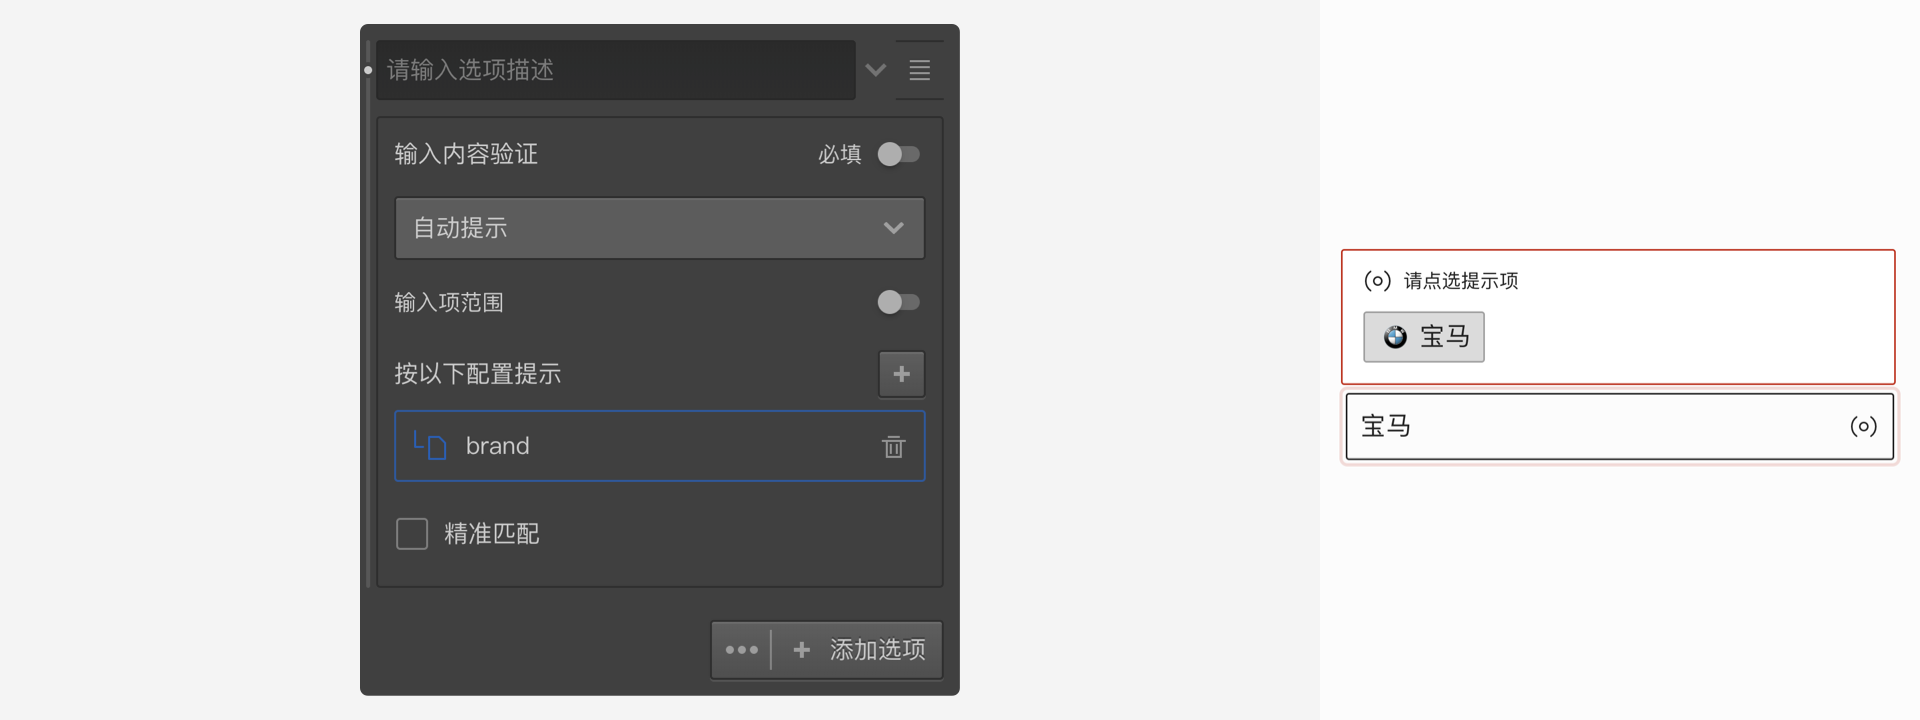 请输入选项描述
输入内容验证 必填
自动提示
输入项范围
按以下配置提示
brand
精准匹配
添加选项
请点选提示项
宝马
宝马